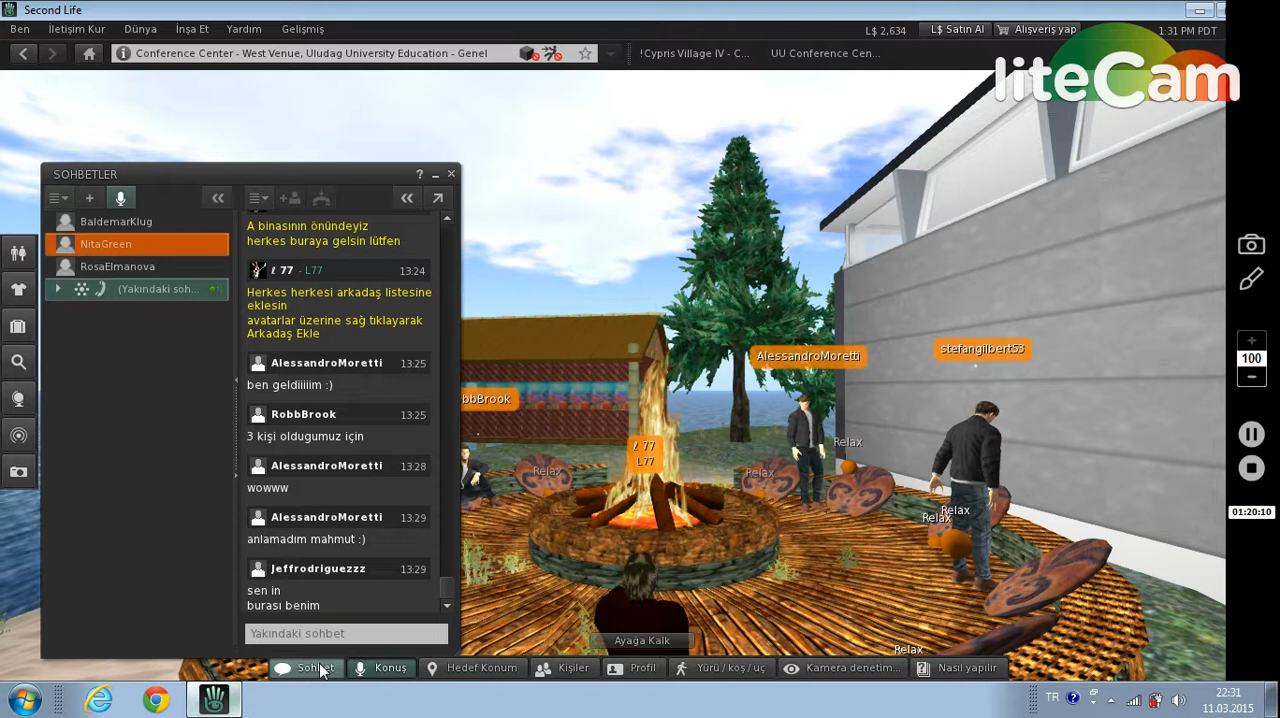 Second Life
Ben İletişim Kur Dünya İnşa Et Yardım Gelişmiş
L$ 2,634 L$ Satın Al Alışveriş yap 1:31 PM PDT
Conference Center - West Venue, Uludag University Education - Genel
!Cypris Village IV - C... UU Conference Cen...
liteCam
SOHBETLER
BaldemarKlug
NitaGreen
RosaElmanova
(Yakındaki soh...
A binasının önündeyiz
herkes buraya gelsin lütfen
ℓ 77 - L77 13:24
Herkes herkesi arkadaş listesine
eklesin
avatarlar üzerine sağ tıklayarak
Arkadaş Ekle
AlessandroMoretti 13:25
ben geldiiiiim :)
RobbBrook 13:25
3 kişi oldugumuz için
AlessandroMoretti 13:28
wowww
AlessandroMoretti 13:29
anlamadım mahmut :)
Jeffrodriguezzz 13:29
sen in
burası benim
Yakındaki sohbet
bbBrook
ℓ 77
L77
AlessandroMoretti
stefangilbert53
Relax
Relax
Relax
Relax
Relax
Relax
Ayağa Kalk
100
01:20:10
Sohbet Konuş Hedef Konum Kişiler Profil Yürü / koş / uç Kamera denetim... Nasıl yapılır
TR
22:31
11.03.2015